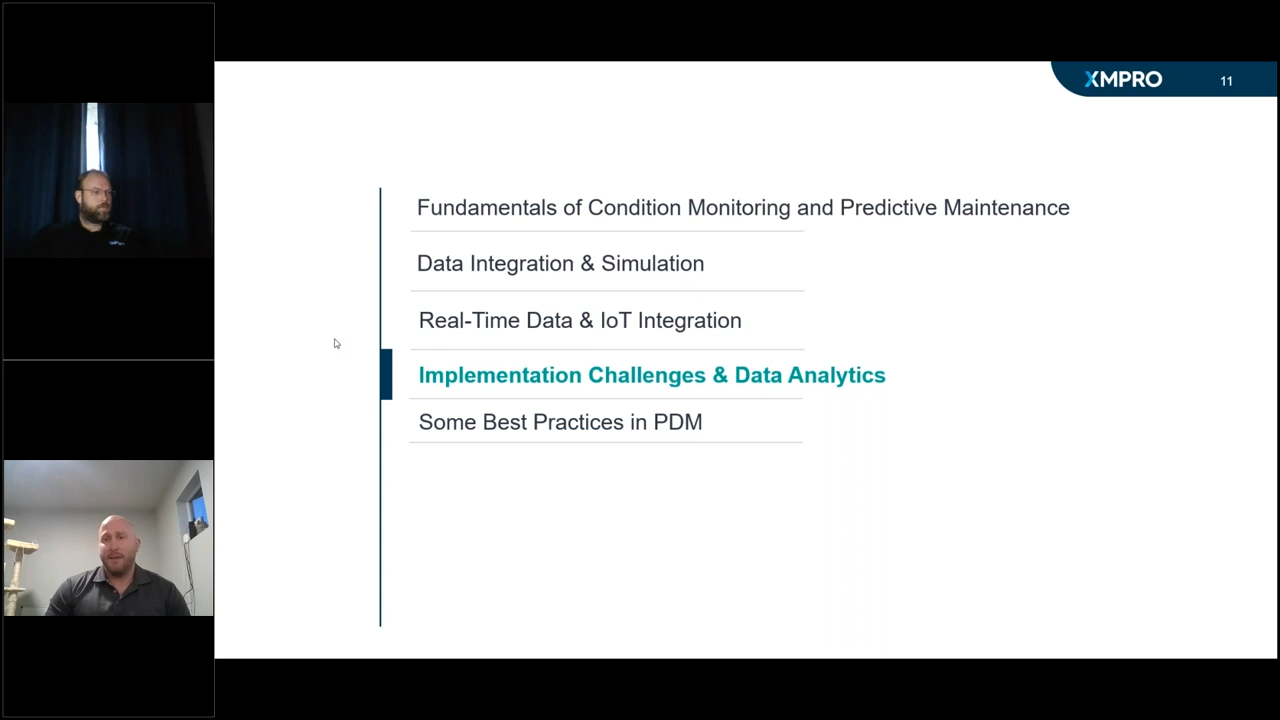 XMPRO
11
Fundamentals of Condition Monitoring and Predictive Maintenance
Data Integration & Simulation
Real-Time Data & IoT Integration
Implementation Challenges & Data Analytics
Some Best Practices in PDM